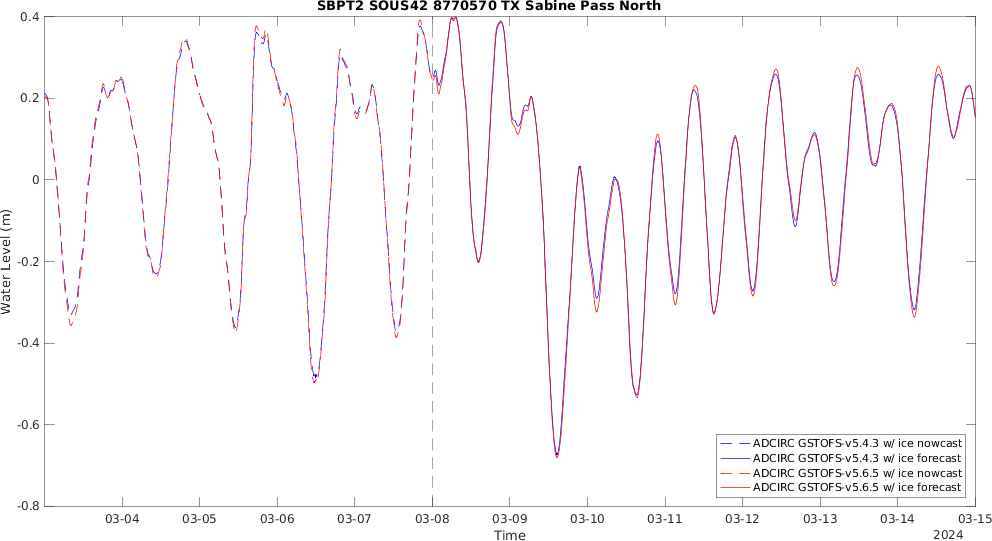 SBPT2 SOUS42 8770570 TX Sabine Pass North
0.4
0.2
0
-0.2
-0.4
-0.6
-0.8
Water Level (m)
03-04 03-05 03-06 03-07 03-08 03-09 03-10 03-11 03-12 03-13 03-14 03-15
Time
2024
ADCIRC GSTOFS-v5.4.3 w/ ice nowcast
ADCIRC GSTOFS-v5.4.3 w/ ice forecast
ADCIRC GSTOFS-v5.6.5 w/ ice nowcast
ADCIRC GSTOFS-v5.6.5 w/ ice forecast